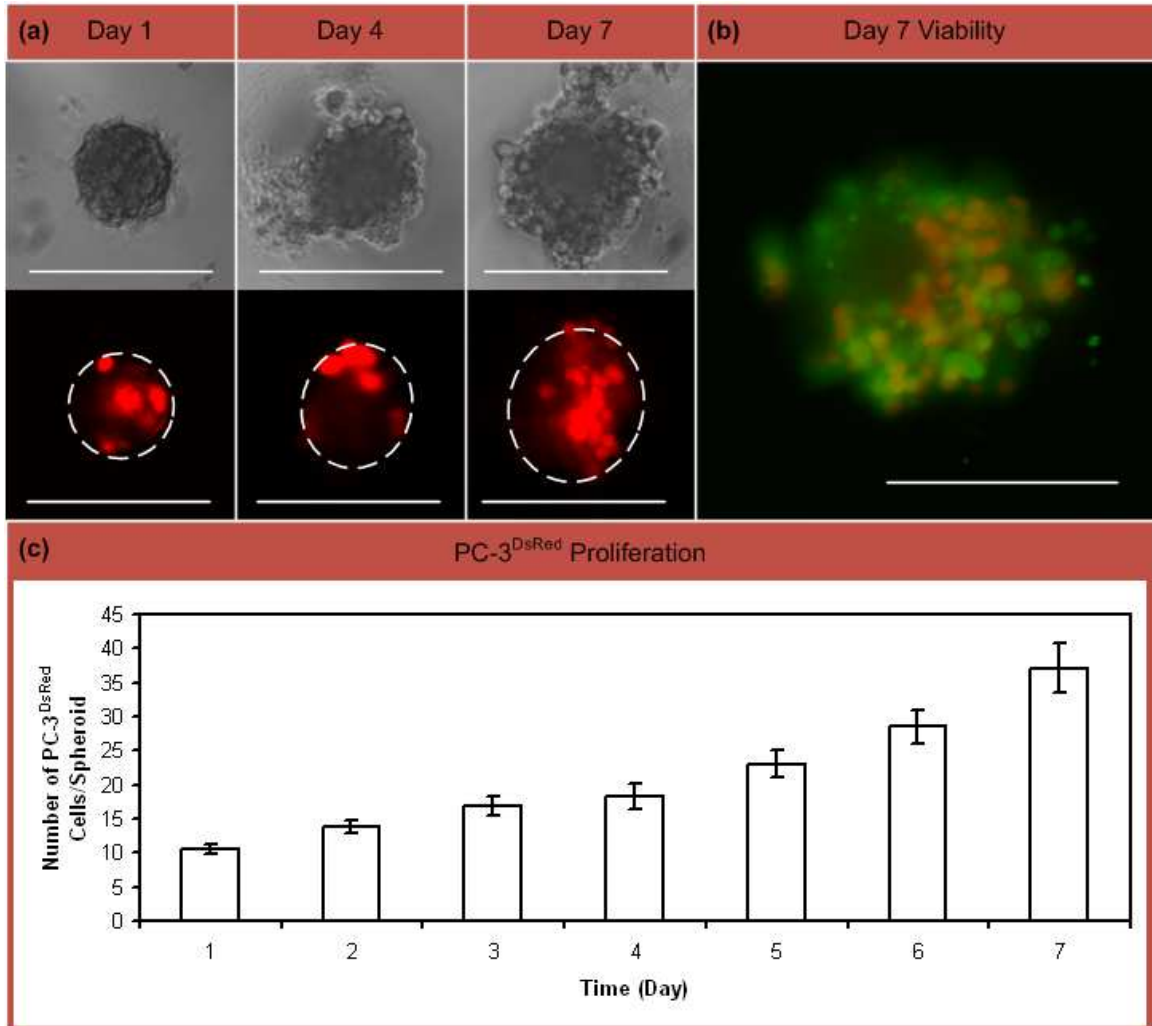 (a) Day 1 Day 4 Day 7 (b) Day 7 Viability
(c) PC-3DsRed Proliferation
45
40
35
30
25
20
15
10
5
0
Number of PC-3DsRed
Cells/Spheroid
1 2 3 4 5 6 7
Time (Day)